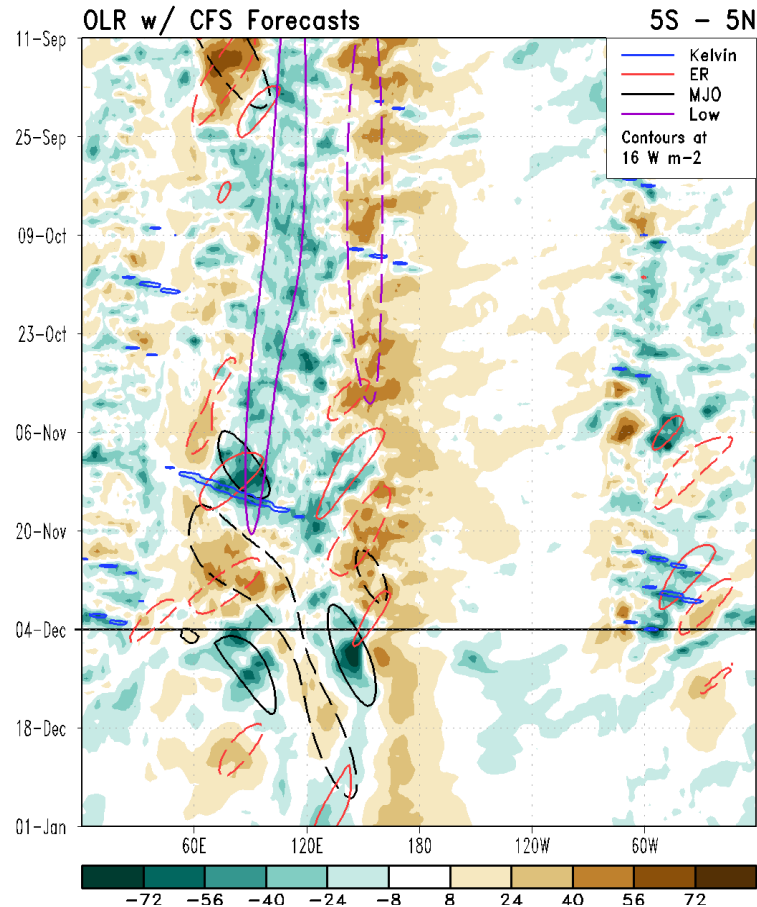 OLR w/ CFS Forecasts 5S - 5N
11-Sep
25-Sep
09-Oct
23-Oct
06-Nov
20-Nov
04-Dec
18-Dec
01-Jan
Kelvin
ER
MJO
Low
Contours at
16 W m-2
60E 120E 180 120W 60W
-72 -56 -40 -24 -8 8 24 40 56 72